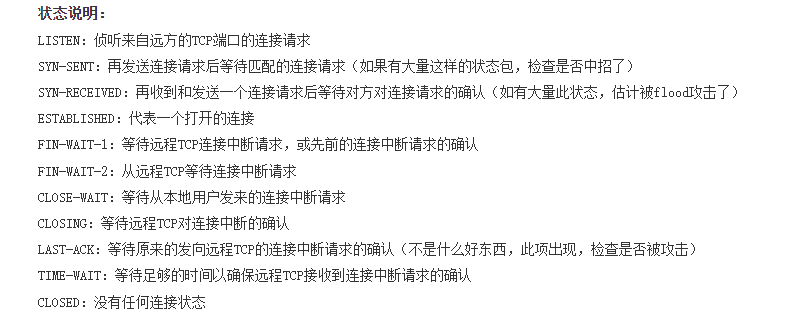 状态说明：
LISTEN：侦听来自远方的TCP端口的连接请求
SYN-SENT：再发送连接请求后等待匹配的连接请求（如果有大量这样的状态包，检查是否中招了）
SYN-RECEIVED：再收到和发送一个连接请求后等待对方对连接请求的确认（如有大量此状态，估计被flood攻击了）
ESTABLISHED：代表一个打开的连接
FIN-WAIT-1：等待远程TCP连接中断请求，或先前的连接中断请求的确认
FIN-WAIT-2：从远程TCP等待连接中断请求
CLOSE-WAIT：等待从本地用户发来的连接中断请求
CLOSING：等待远程TCP对连接中断的确认
LAST-ACK：等待原来的发向远程TCP的连接中断请求的确认（不是什么好东西，此项出现，检查是否被攻击）
TIME-WAIT：等待足够的时间以确保远程TCP接收到连接中断请求的确认
CLOSED：没有任何连接状态